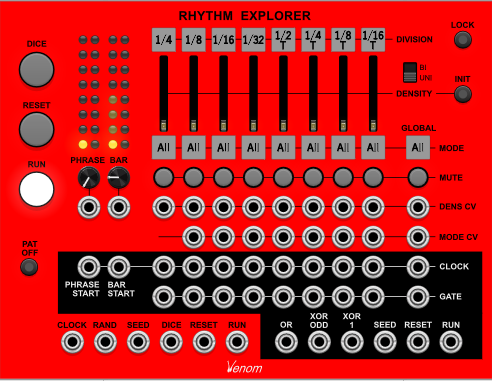 RHYTHM EXPLORER
DICE
1/4 1/8 1/16 1/32 1/2 T 1/4 T 1/8 T 1/16 T DIVISION
LOCK
BI
UNI
DENSITY
INIT
RESET
GLOBAL
All All All All All All All All All MODE
RUN
PHRASE BAR
MUTE
DENS CV
MODE CV
PAT
OFF
CLOCK
PHRASE
START
BAR
START
GATE
CLOCK RAND SEED DICE RESET RUN
OR
XOR
ODD
XOR
1
SEED RESET RUN
Venom